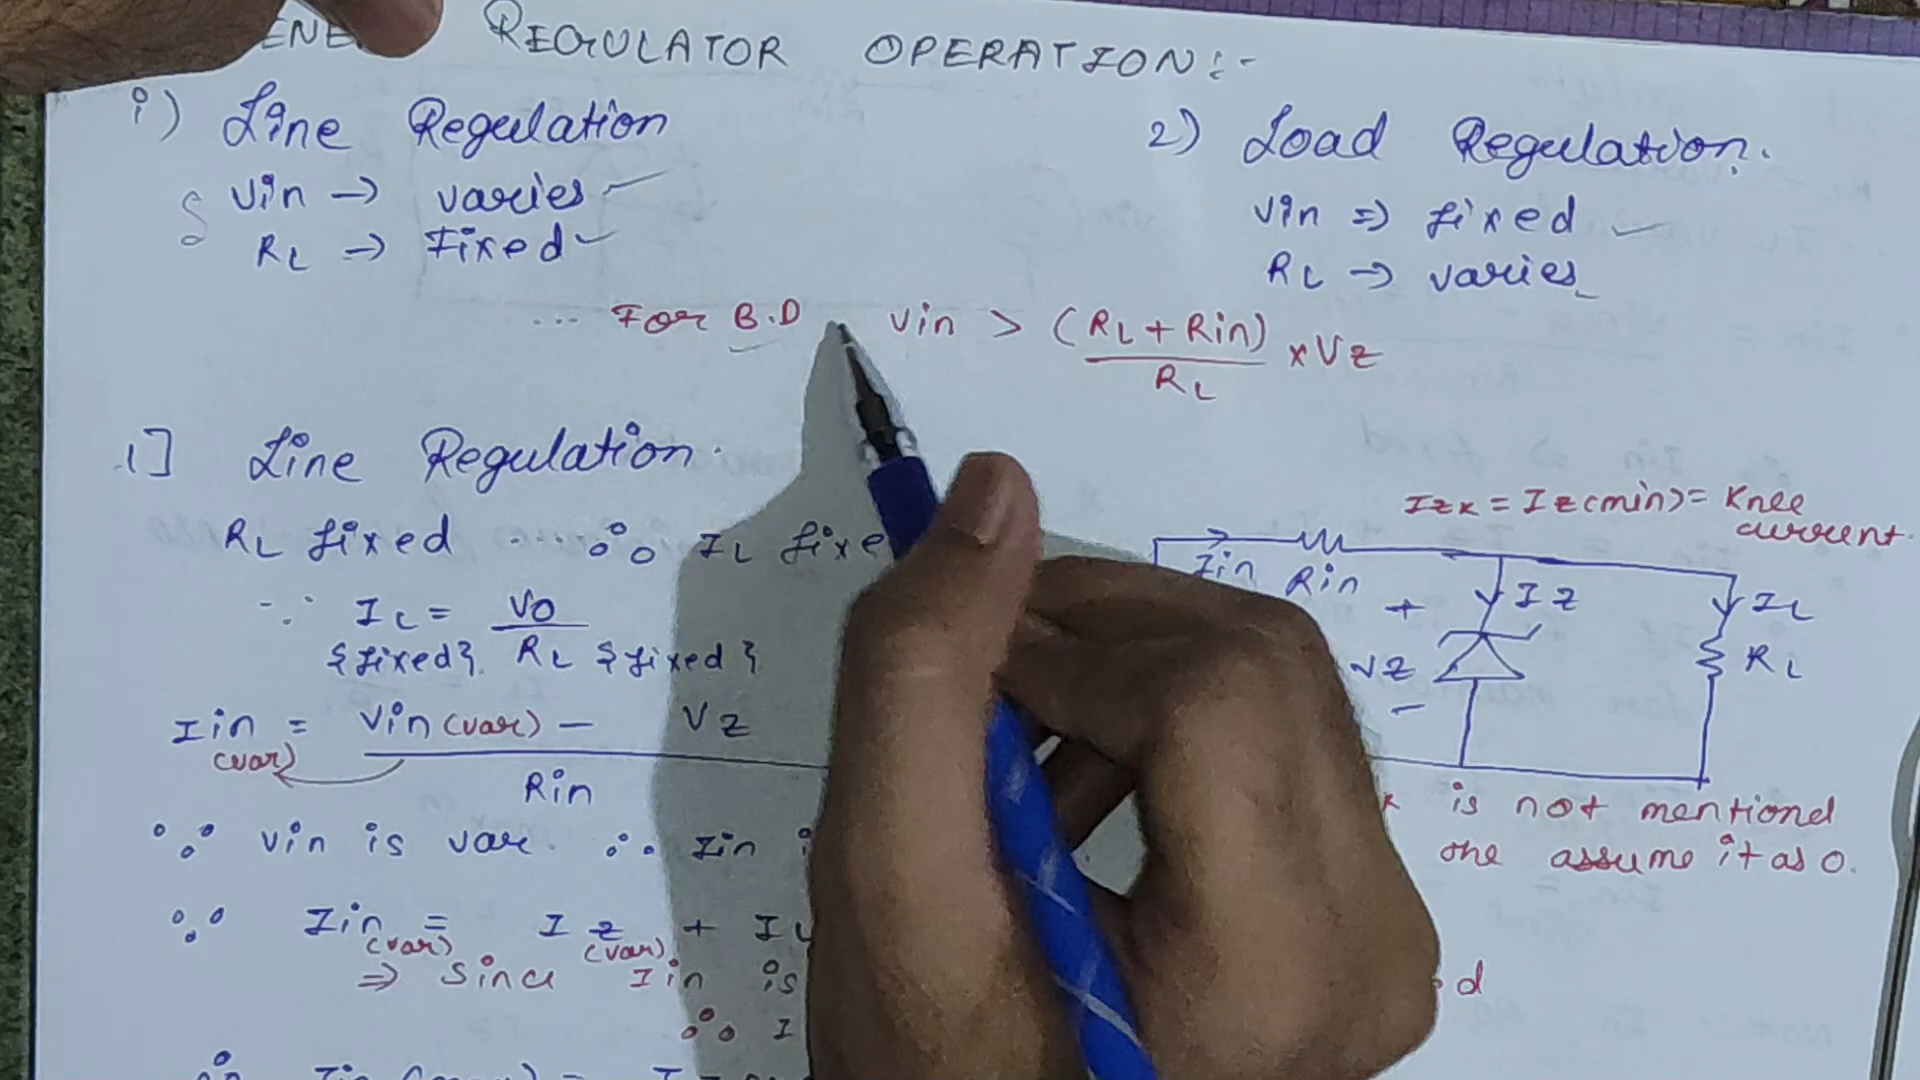 REGULATOR OPERATION:-
i) Line Regulation
Vin → varies
RL → Fixed
2) Load Regulation.
Vin ⇒ fixed
RL → varies
... For B.D Vin > (RL + Rin) / RL × Vz
1] Line Regulation.
RL fixed ... ∴ IL
∵ IL = Vo / RL
{fixed}. {fixed}
Iin (var) = Vin (var) - Vz / Rin
∵ Vin is var. ∴ Iin
∵ Iin (var) = Iz (var) + IL
⇒ Since Iin is
∴ I
Izk = Iz(min) = Knee current.
Iin Rin
+ Iz IL
Vz RL
-
is not mentioned
assume it as 0.